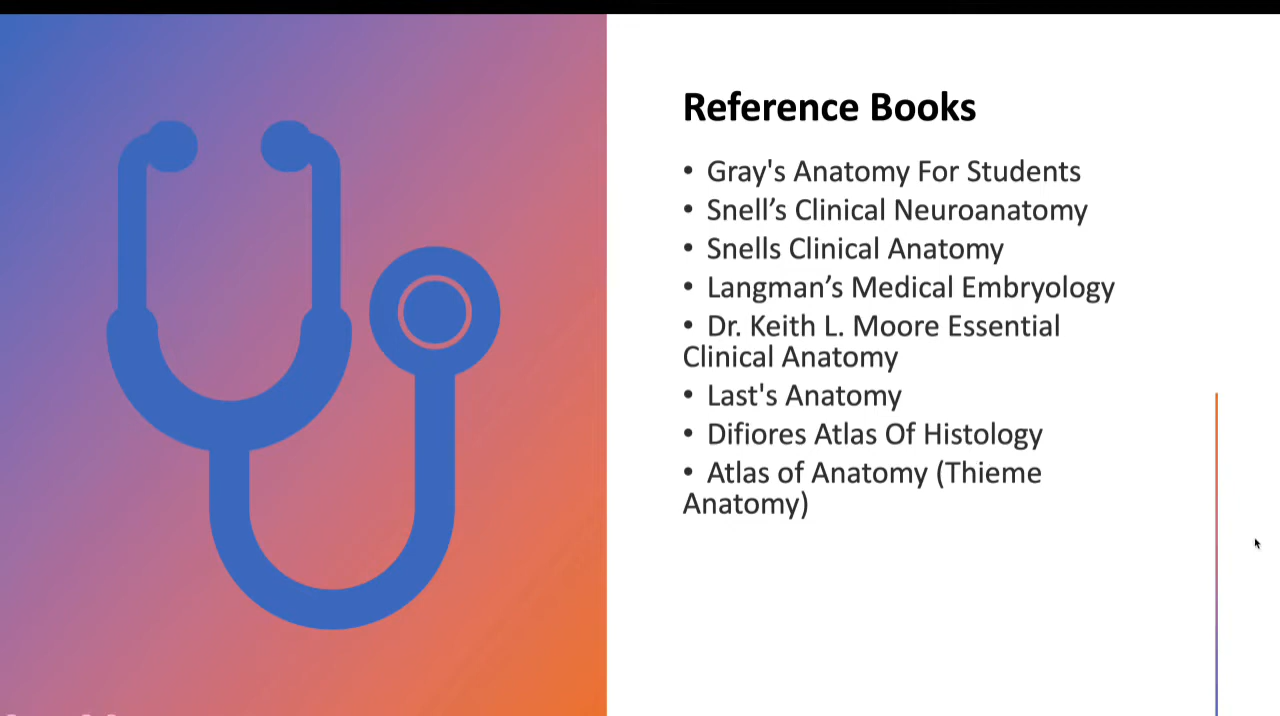 Reference Books
• Gray's Anatomy For Students
• Snell’s Clinical Neuroanatomy
• Snells Clinical Anatomy
• Langman’s Medical Embryology
• Dr. Keith L. Moore Essential
Clinical Anatomy
• Last's Anatomy
• Difiores Atlas Of Histology
• Atlas of Anatomy (Thieme
Anatomy)